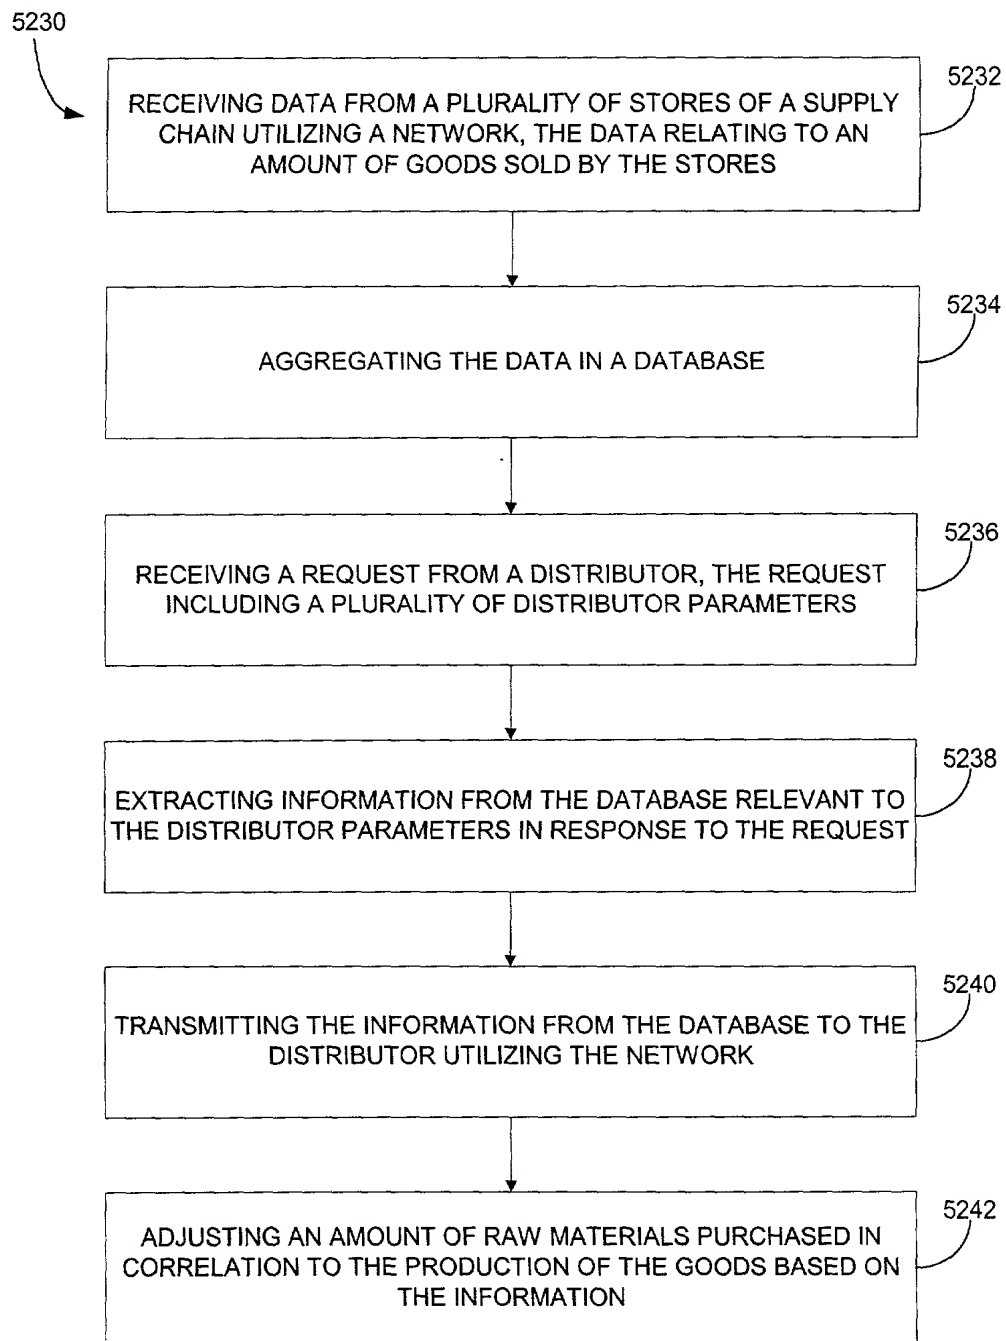 5230
RECEIVING DATA FROM A PLURALITY OF STORES OF A SUPPLY
CHAIN UTILIZING A NETWORK, THE DATA RELATING TO AN
AMOUNT OF GOODS SOLD BY THE STORES
5232
AGGREGATING THE DATA IN A DATABASE
5234
RECEIVING A REQUEST FROM A DISTRIBUTOR, THE REQUEST
INCLUDING A PLURALITY OF DISTRIBUTOR PARAMETERS
5236
EXTRACTING INFORMATION FROM THE DATABASE RELEVANT TO
THE DISTRIBUTOR PARAMETERS IN RESPONSE TO THE REQUEST
5238
TRANSMITTING THE INFORMATION FROM THE DATABASE TO THE
DISTRIBUTOR UTILIZING THE NETWORK
5240
ADJUSTING AN AMOUNT OF RAW MATERIALS PURCHASED IN
CORRELATION TO THE PRODUCTION OF THE GOODS BASED ON
THE INFORMATION
5242